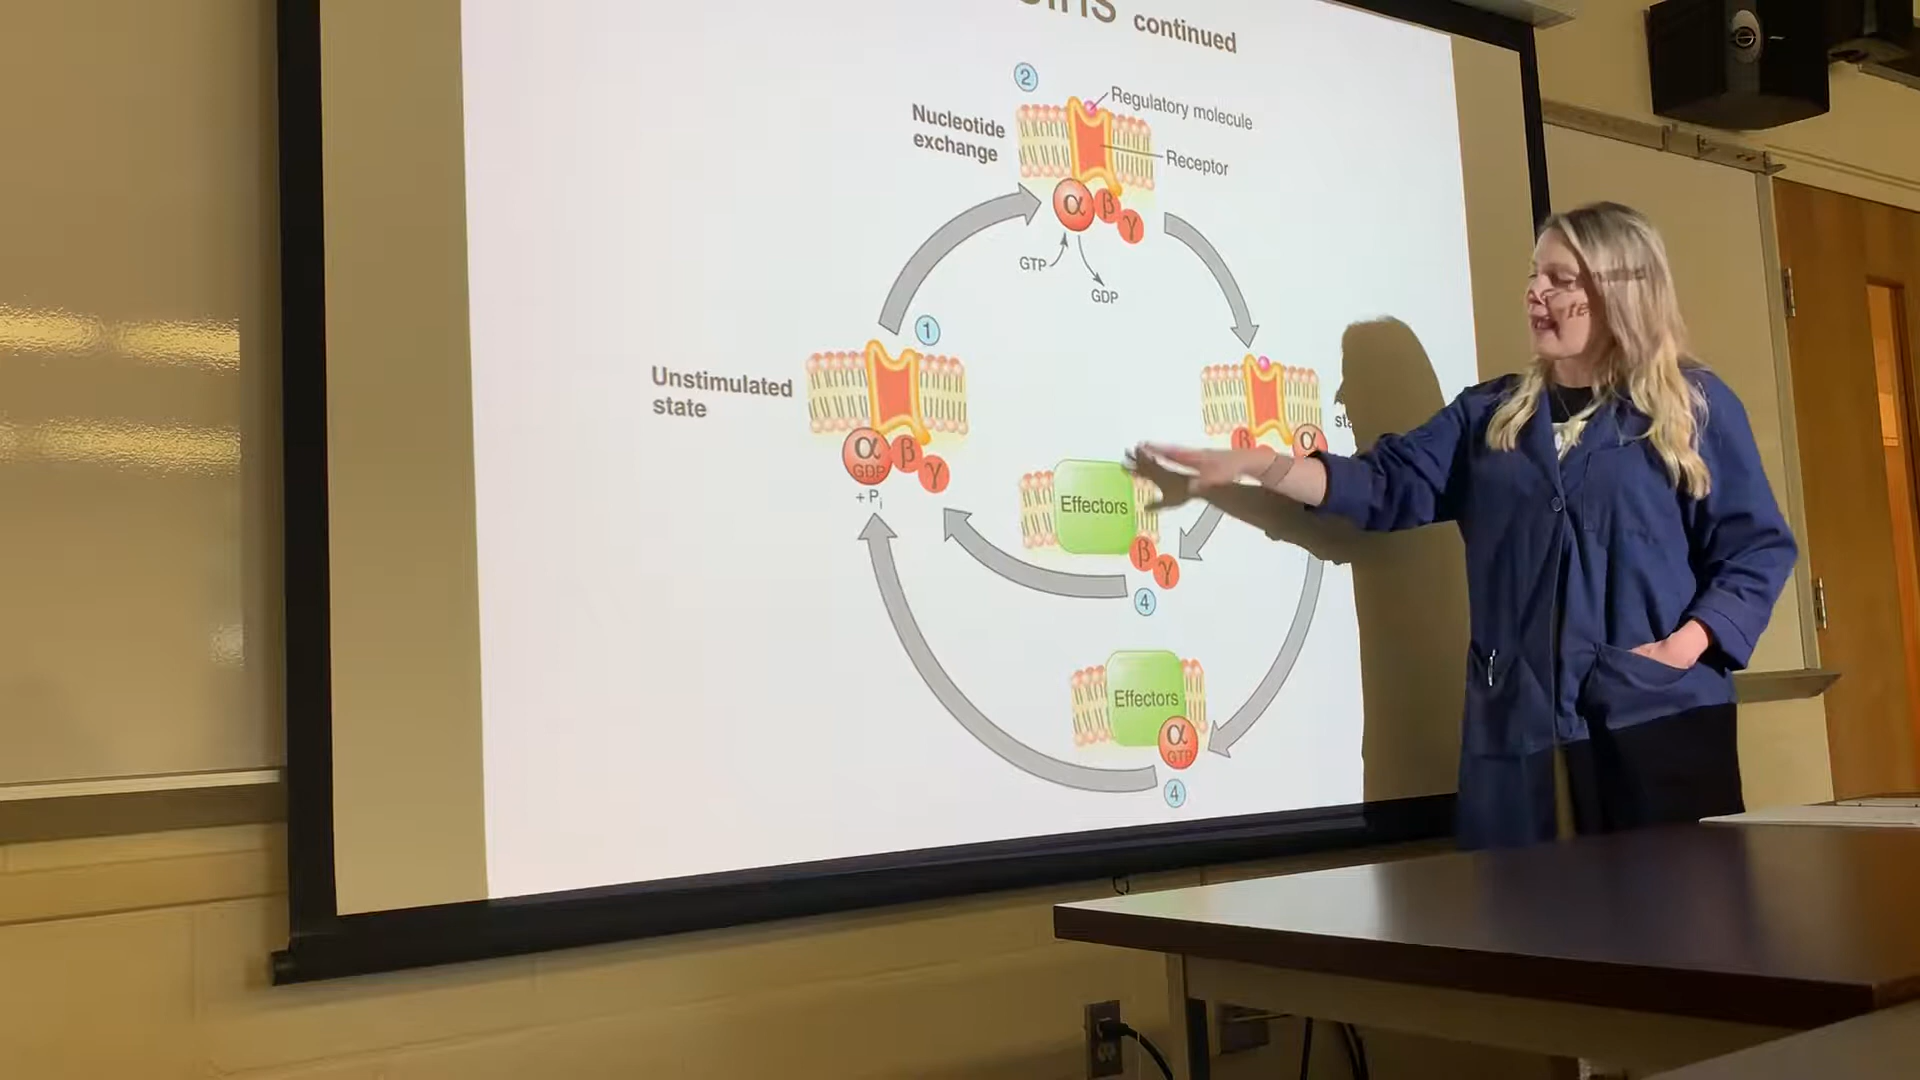 continued
2
Regulatory molecule
Nucleotide
exchange
Receptor
α β γ
GTP
GDP
1
Unstimulated
state
α β γ
GDP
+ Pi
β α
Effectors
β γ
4
Effectors
α
GTP
4